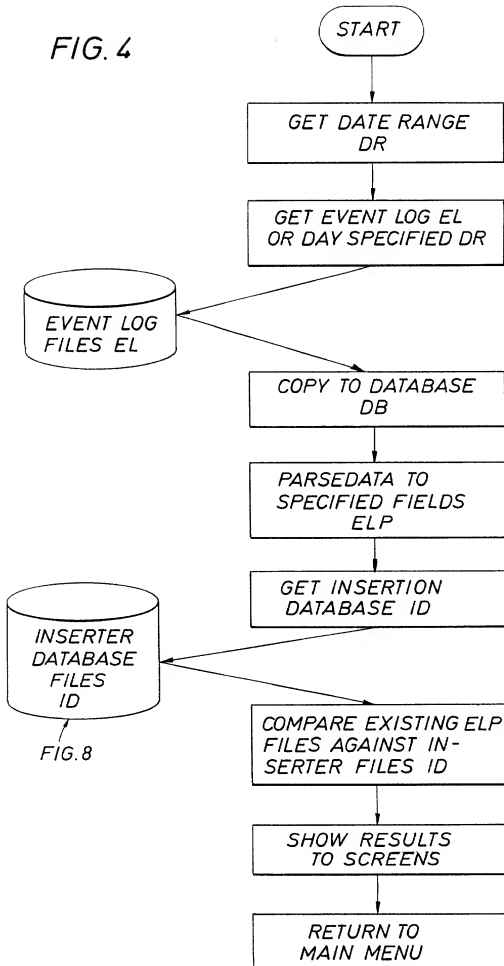 FIG. 4
START
GET DATE RANGE
DR
GET EVENT LOG EL
OR DAY SPECIFIED DR
EVENT LOG
FILES EL
COPY TO DATABASE
DB
PARSEDATA TO
SPECIFIED FIELDS
ELP
GET INSERTION
DATABASE ID
INSERTER
DATABASE
FILES
ID
FIG.8
COMPARE EXISTING ELP
FILES AGAINST IN-
SERTER FILES ID
SHOW RESULTS
TO SCREENS
RETURN TO
MAIN MENU